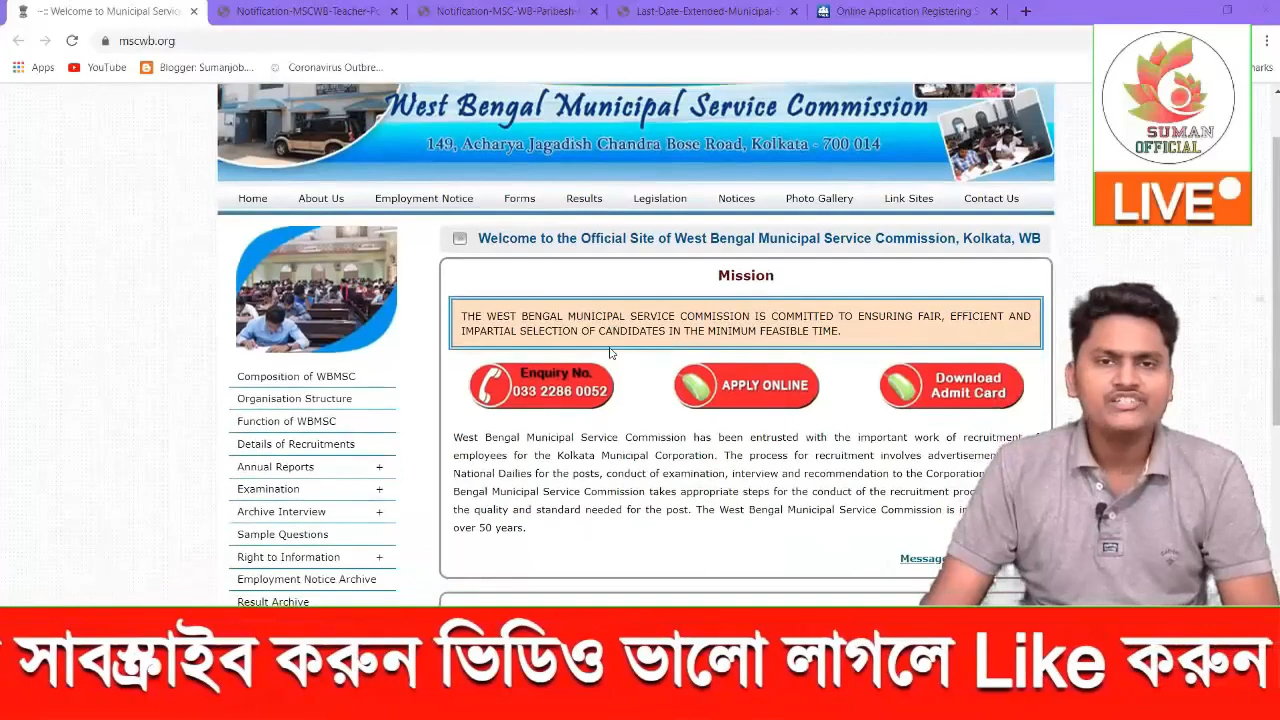 -:: Welcome to Municipal Servic
Notification-MSCWB-Teacher-Po
Notification-MSC-WB-Paribesh-
Last-Date-Extended-Municipal-S
Online Application Registering S
mscwb.org
Apps
YouTube
Blogger: Sumanjob....
Coronavirus Outbre...
marks
West Bengal Municipal Service Commission
149, Acharya Jagadish Chandra Bose Road, Kolkata - 700 014
SUMAN
OFFICIAL
LIVE
Home About Us Employment Notice Forms Results Legislation Notices Photo Gallery Link Sites Contact Us
Welcome to the Official Site of West Bengal Municipal Service Commission, Kolkata, WB
Mission
THE WEST BENGAL MUNICIPAL SERVICE COMMISSION IS COMMITTED TO ENSURING FAIR, EFFICIENT AND
IMPARTIAL SELECTION OF CANDIDATES IN THE MINIMUM FEASIBLE TIME.
Enquiry No.
033 2286 0052
APPLY ONLINE
Download
Admit Card
Composition of WBMSC
Organisation Structure
Function of WBMSC
Details of Recruitments
Annual Reports +
Examination +
Archive Interview +
Sample Questions
Right to Information +
Employment Notice Archive
Result Archive
West Bengal Municipal Service Commission has been entrusted with the important work of recruitment
employees for the Kolkata Municipal Corporation. The process for recruitment involves advertisem
National Dailies for the posts, conduct of examination, interview and recommendation to the Corporation
Bengal Municipal Service Commission takes appropriate steps for the conduct of the recruitment pro
the quality and standard needed for the post. The West Bengal Municipal Service Commission is in
over 50 years.
Message
সাবস্ক্রাইব করুন ভিডিও ভালো লাগলে Like করুন